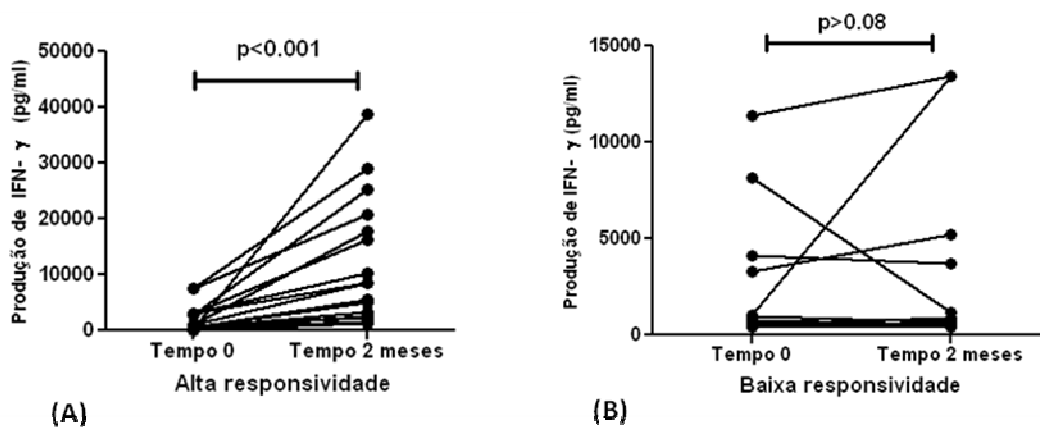 p<0.001
Produção de IFN- γ (pg/ml)
50000
40000
30000
20000
10000
0
Tempo 0
Tempo 2 meses
Alta responsividade
(A)
p>0.08
Produção de IFN- γ (pg/ml)
15000
10000
5000
0
Tempo 0
Tempo 2 meses
Baixa responsividade
(B)